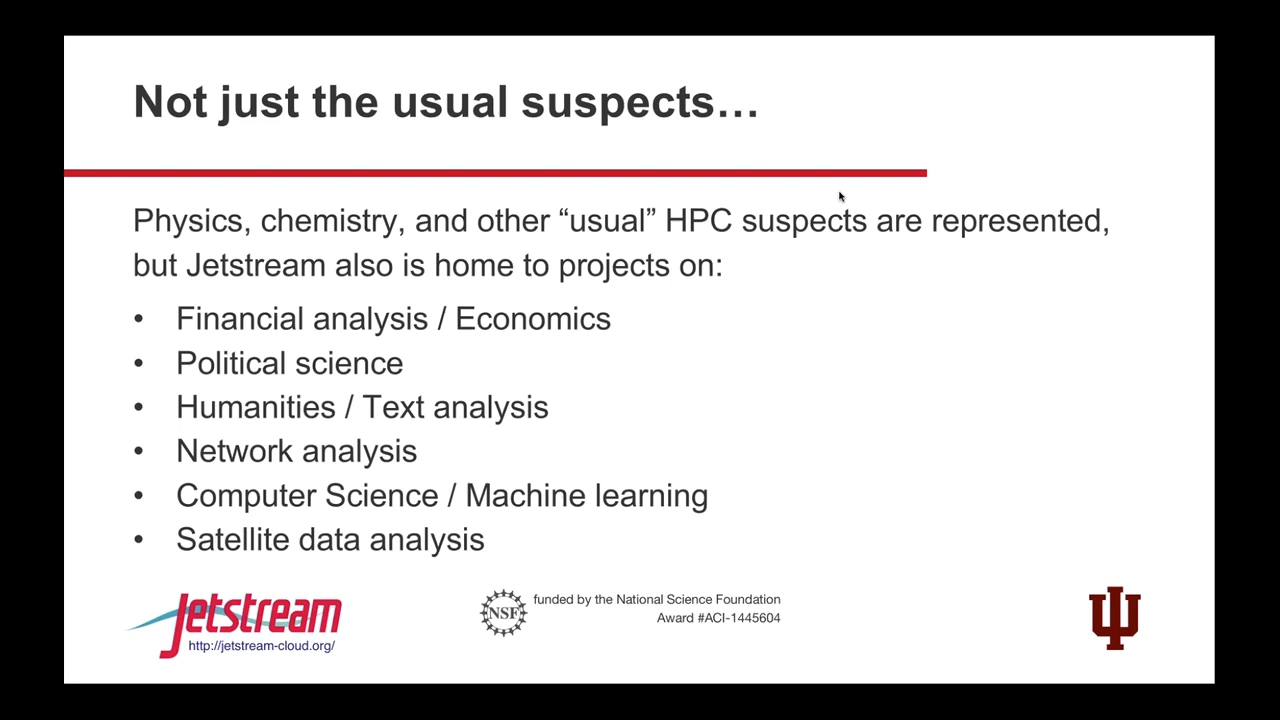 Not just the usual suspects…
Physics, chemistry, and other “usual” HPC suspects are represented,
but Jetstream also is home to projects on:
• Financial analysis / Economics
• Political science
• Humanities / Text analysis
• Network analysis
• Computer Science / Machine learning
• Satellite data analysis
Jetstream
http://jetstream-cloud.org/
NSF
funded by the National Science Foundation
Award #ACI-1445604